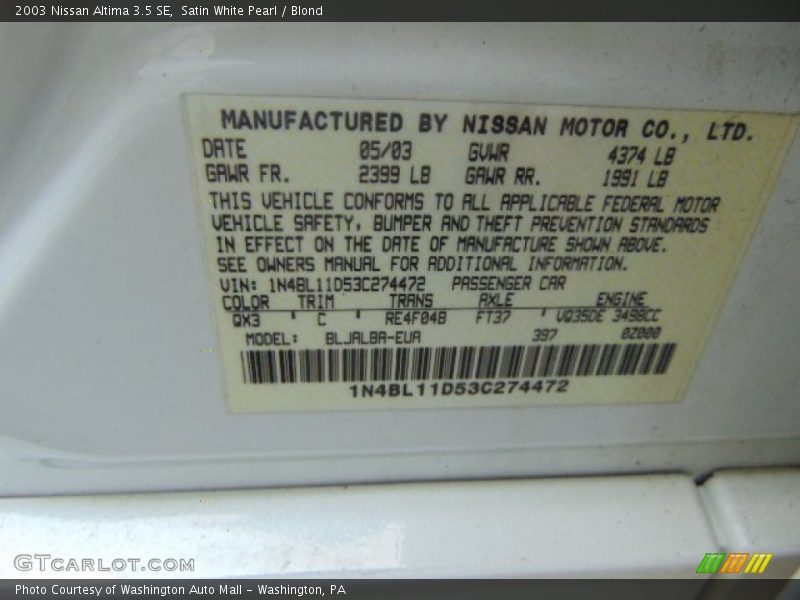 2003 Nissan Altima 3.5 SE, Satin White Pearl / Blond
MANUFACTURED BY NISSAN MOTOR CO., LTD.
DATE 05/03 GVWR 4374 LB
GAWR FR. 2399 LB GAWR RR. 1991 LB
THIS VEHICLE CONFORMS TO ALL APPLICABLE FEDERAL MOTOR
VEHICLE SAFETY, BUMPER AND THEFT PREVENTION STANDARDS
IN EFFECT ON THE DATE OF MANUFACTURE SHOWN ABOVE.
SEE OWNERS MANUAL FOR ADDITIONAL INFORMATION.
VIN: 1N4BL11D53C274472 PASSENGER CAR
COLOR TRIM TRANS AXLE ENGINE
QX3 ' C ' RE4F04B FT37 ' VQ35DE 3498CC
MODEL: BLJALBA-EUA 397 0Z000
1N4BL11D53C274472
GTCARLOT.COM
Photo Courtesy of Washington Auto Mall - Washington, PA